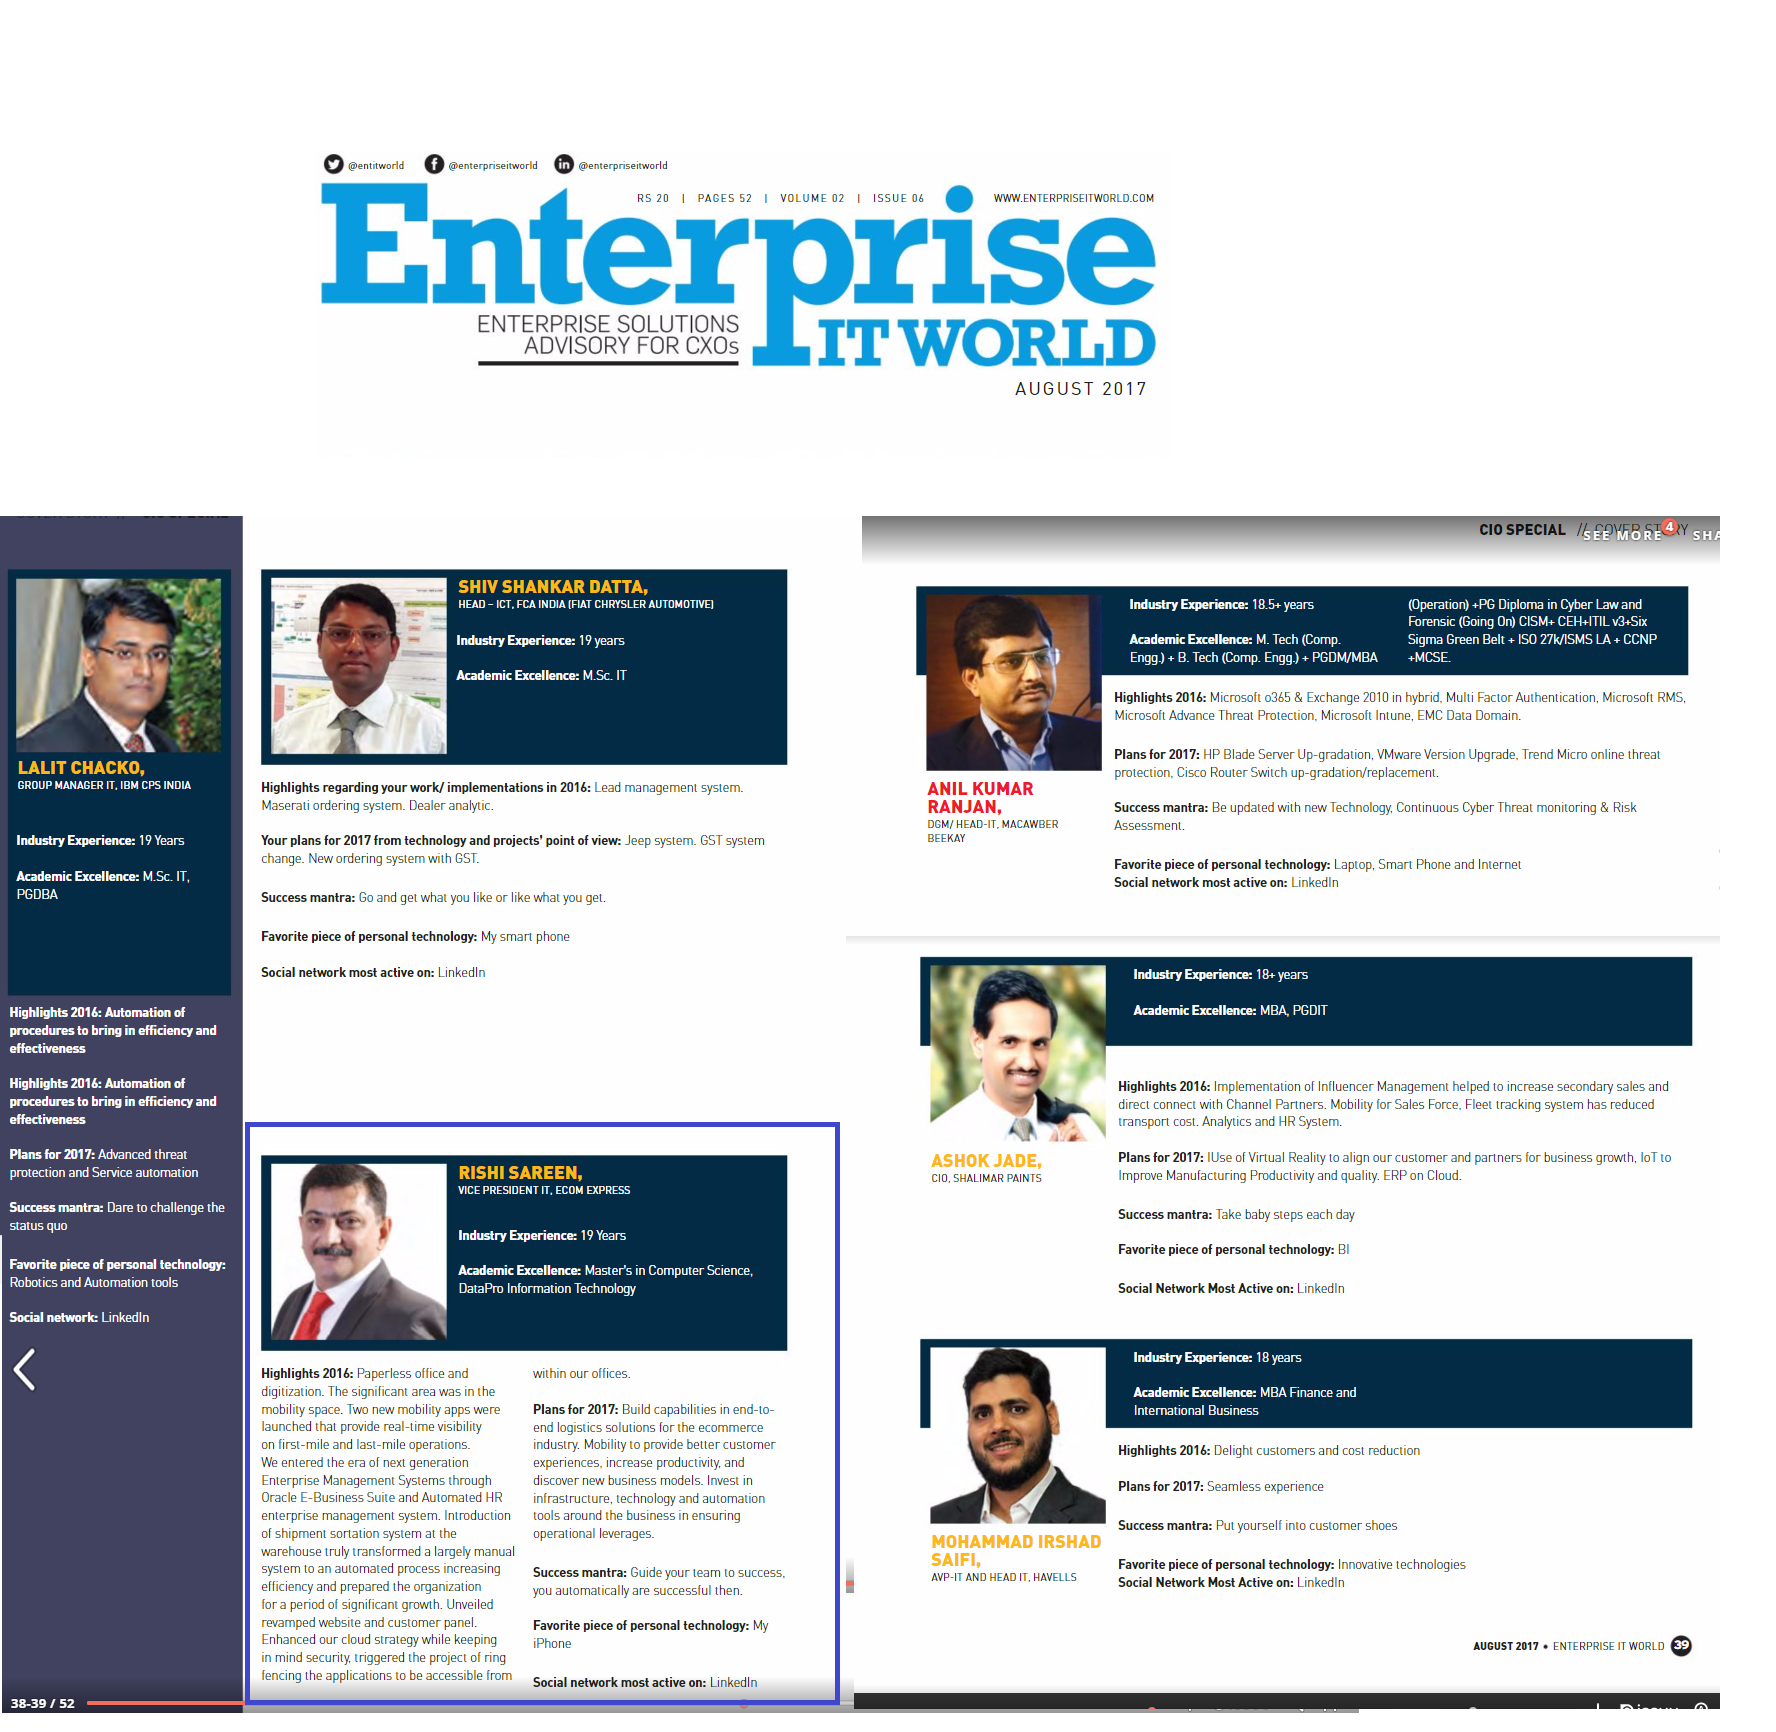 @entitworld @enterpriseitworld @enterpriseitworld
RS 20 | PAGES 52 | VOLUME 02 | ISSUE 06 WWW.ENTERPRISEITWORLD.COM
Enterprise
IT WORLD
ENTERPRISE SOLUTIONS
ADVISORY FOR CXOs
AUGUST 2017
LALIT CHACKO,
GROUP MANAGER IT, IBM CPS INDIA
Industry Experience: 19 Years
Academic Excellence: M.Sc. IT,
PGDBA
Highlights 2016: Automation of
procedures to bring in efficiency and
effectiveness
Highlights 2016: Automation of
procedures to bring in efficiency and
effectiveness
Plans for 2017: Advanced threat
protection and Service automation
Success mantra: Dare to challenge the
status quo
Favorite piece of personal technology:
Robotics and Automation tools
Social network: LinkedIn
38-39 / 52
SHIV SHANKAR DATTA,
HEAD – ICT, FCA INDIA (FIAT CHRYSLER AUTOMOTIVE)
Industry Experience: 19 years
Academic Excellence: M.Sc. IT
Highlights regarding your work/ implementations in 2016: Lead management system.
Maserati ordering system. Dealer analytic.
Your plans for 2017 from technology and projects' point of view: Jeep system. GST system
change. New ordering system with GST.
Success mantra: Go and get what you like or like what you get.
Favorite piece of personal technology: My smart phone
Social network most active on: LinkedIn
RISHI SAREEN,
VICE PRESIDENT IT, ECOM EXPRESS
Industry Experience: 19 Years
Academic Excellence: Master's in Computer Science,
DataPro Information Technology
Highlights 2016: Paperless office and
digitization. The significant area was in the
mobility space. Two new mobility apps were
launched that provide real-time visibility
on first-mile and last-mile operations.
We entered the era of next generation
Enterprise Management Systems through
Oracle E-Business Suite and Automated HR
enterprise management system. Introduction
of shipment sortation system at the
warehouse truly transformed a largely manual
system to an automated process increasing
efficiency and prepared the organization
for a period of significant growth. Unveiled
revamped website and customer panel.
Enhanced our cloud strategy while keeping
in mind security, triggered the project of ring
fencing the applications to be accessible from
within our offices.
Plans for 2017: Build capabilities in end-to-
end logistics solutions for the ecommerce
industry. Mobility to provide better customer
experiences, increase productivity, and
discover new business models. Invest in
infrastructure, technology and automation
tools around the business in ensuring
operational leverages.
Success mantra: Guide your team to success,
you automatically are successful then.
Favorite piece of personal technology: My
iPhone
Social network most active on: LinkedIn
CIO SPECIAL // COVER STORY
SEE MORE 4 SHA
Industry Experience: 18.5+ years
Academic Excellence: M. Tech (Comp.
Engg.) + B. Tech (Comp. Engg.) + PGDM/MBA
(Operation) +PG Diploma in Cyber Law and
Forensic (Going On) CISM+ CEH+ITIL v3+Six
Sigma Green Belt + ISO 27k/ISMS LA + CCNP
+MCSE.
ANIL KUMAR
RANJAN,
DGM/ HEAD-IT, MACAWBER
BEEKAY
Highlights 2016: Microsoft o365 & Exchange 2010 in hybrid, Multi Factor Authentication, Microsoft RMS,
Microsoft Advance Threat Protection, Microsoft Intune, EMC Data Domain.
Plans for 2017: HP Blade Server Up-gradation, VMware Version Upgrade, Trend Micro online threat
protection, Cisco Router Switch up-gradation/replacement.
Success mantra: Be updated with new Technology, Continuous Cyber Threat monitoring & Risk
Assessment.
Favorite piece of personal technology: Laptop, Smart Phone and Internet
Social network most active on: LinkedIn
Industry Experience: 18+ years
Academic Excellence: MBA, PGDIT
ASHOK JADE,
CIO, SHALIMAR PAINTS
Highlights 2016: Implementation of Influencer Management helped to increase secondary sales and
direct connect with Channel Partners. Mobility for Sales Force, Fleet tracking system has reduced
transport cost. Analytics and HR System.
Plans for 2017: IUse of Virtual Reality to align our customer and partners for business growth, IoT to
Improve Manufacturing Productivity and quality. ERP on Cloud.
Success mantra: Take baby steps each day
Favorite piece of personal technology: BI
Social Network Most Active on: LinkedIn
Industry Experience: 18 years
Academic Excellence: MBA Finance and
International Business
MOHAMMAD IRSHAD
SAIFI,
AVP-IT AND HEAD IT, HAVELLS
Highlights 2016: Delight customers and cost reduction
Plans for 2017: Seamless experience
Success mantra: Put yourself into customer shoes
Favorite piece of personal technology: Innovative technologies
Social Network Most Active on: LinkedIn
AUGUST 2017 • ENTERPRISE IT WORLD 39